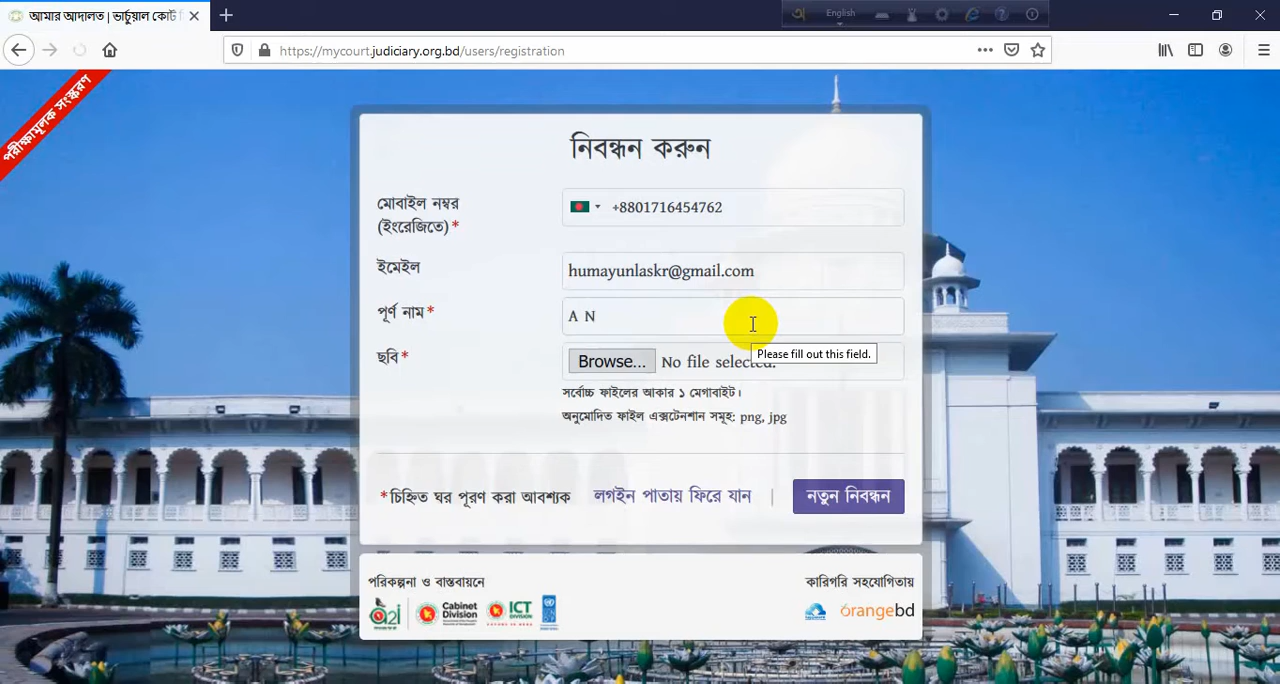 আমার আদালত | ভার্চুয়াল কোর্ট
English
https://mycourt.judiciary.org.bd/users/registration
পরীক্ষামূলক সংস্করণ
নিবন্ধন করুন
মোবাইল নম্বর
(ইংরেজিতে)*
+8801716454762
ইমেইল
humayunlaskr@gmail.com
পূর্ণ নাম*
A N
Please fill out this field.
ছবি*
Browse... No file selected.
সর্বোচ্চ ফাইলের আকার ১ মেগাবাইট।
অনুমোদিত ফাইল এক্সটেনশান সমূহ: png, jpg
*চিহ্নিত ঘর পূরণ করা আবশ্যক লগইন পাতায় ফিরে যান | নতুন নিবন্ধন
পরিকল্পনা ও বাস্তবায়নে
কারিগরি সহযোগিতায়
a2i
Cabinet
Division
ICT
DIVISION
orangebd